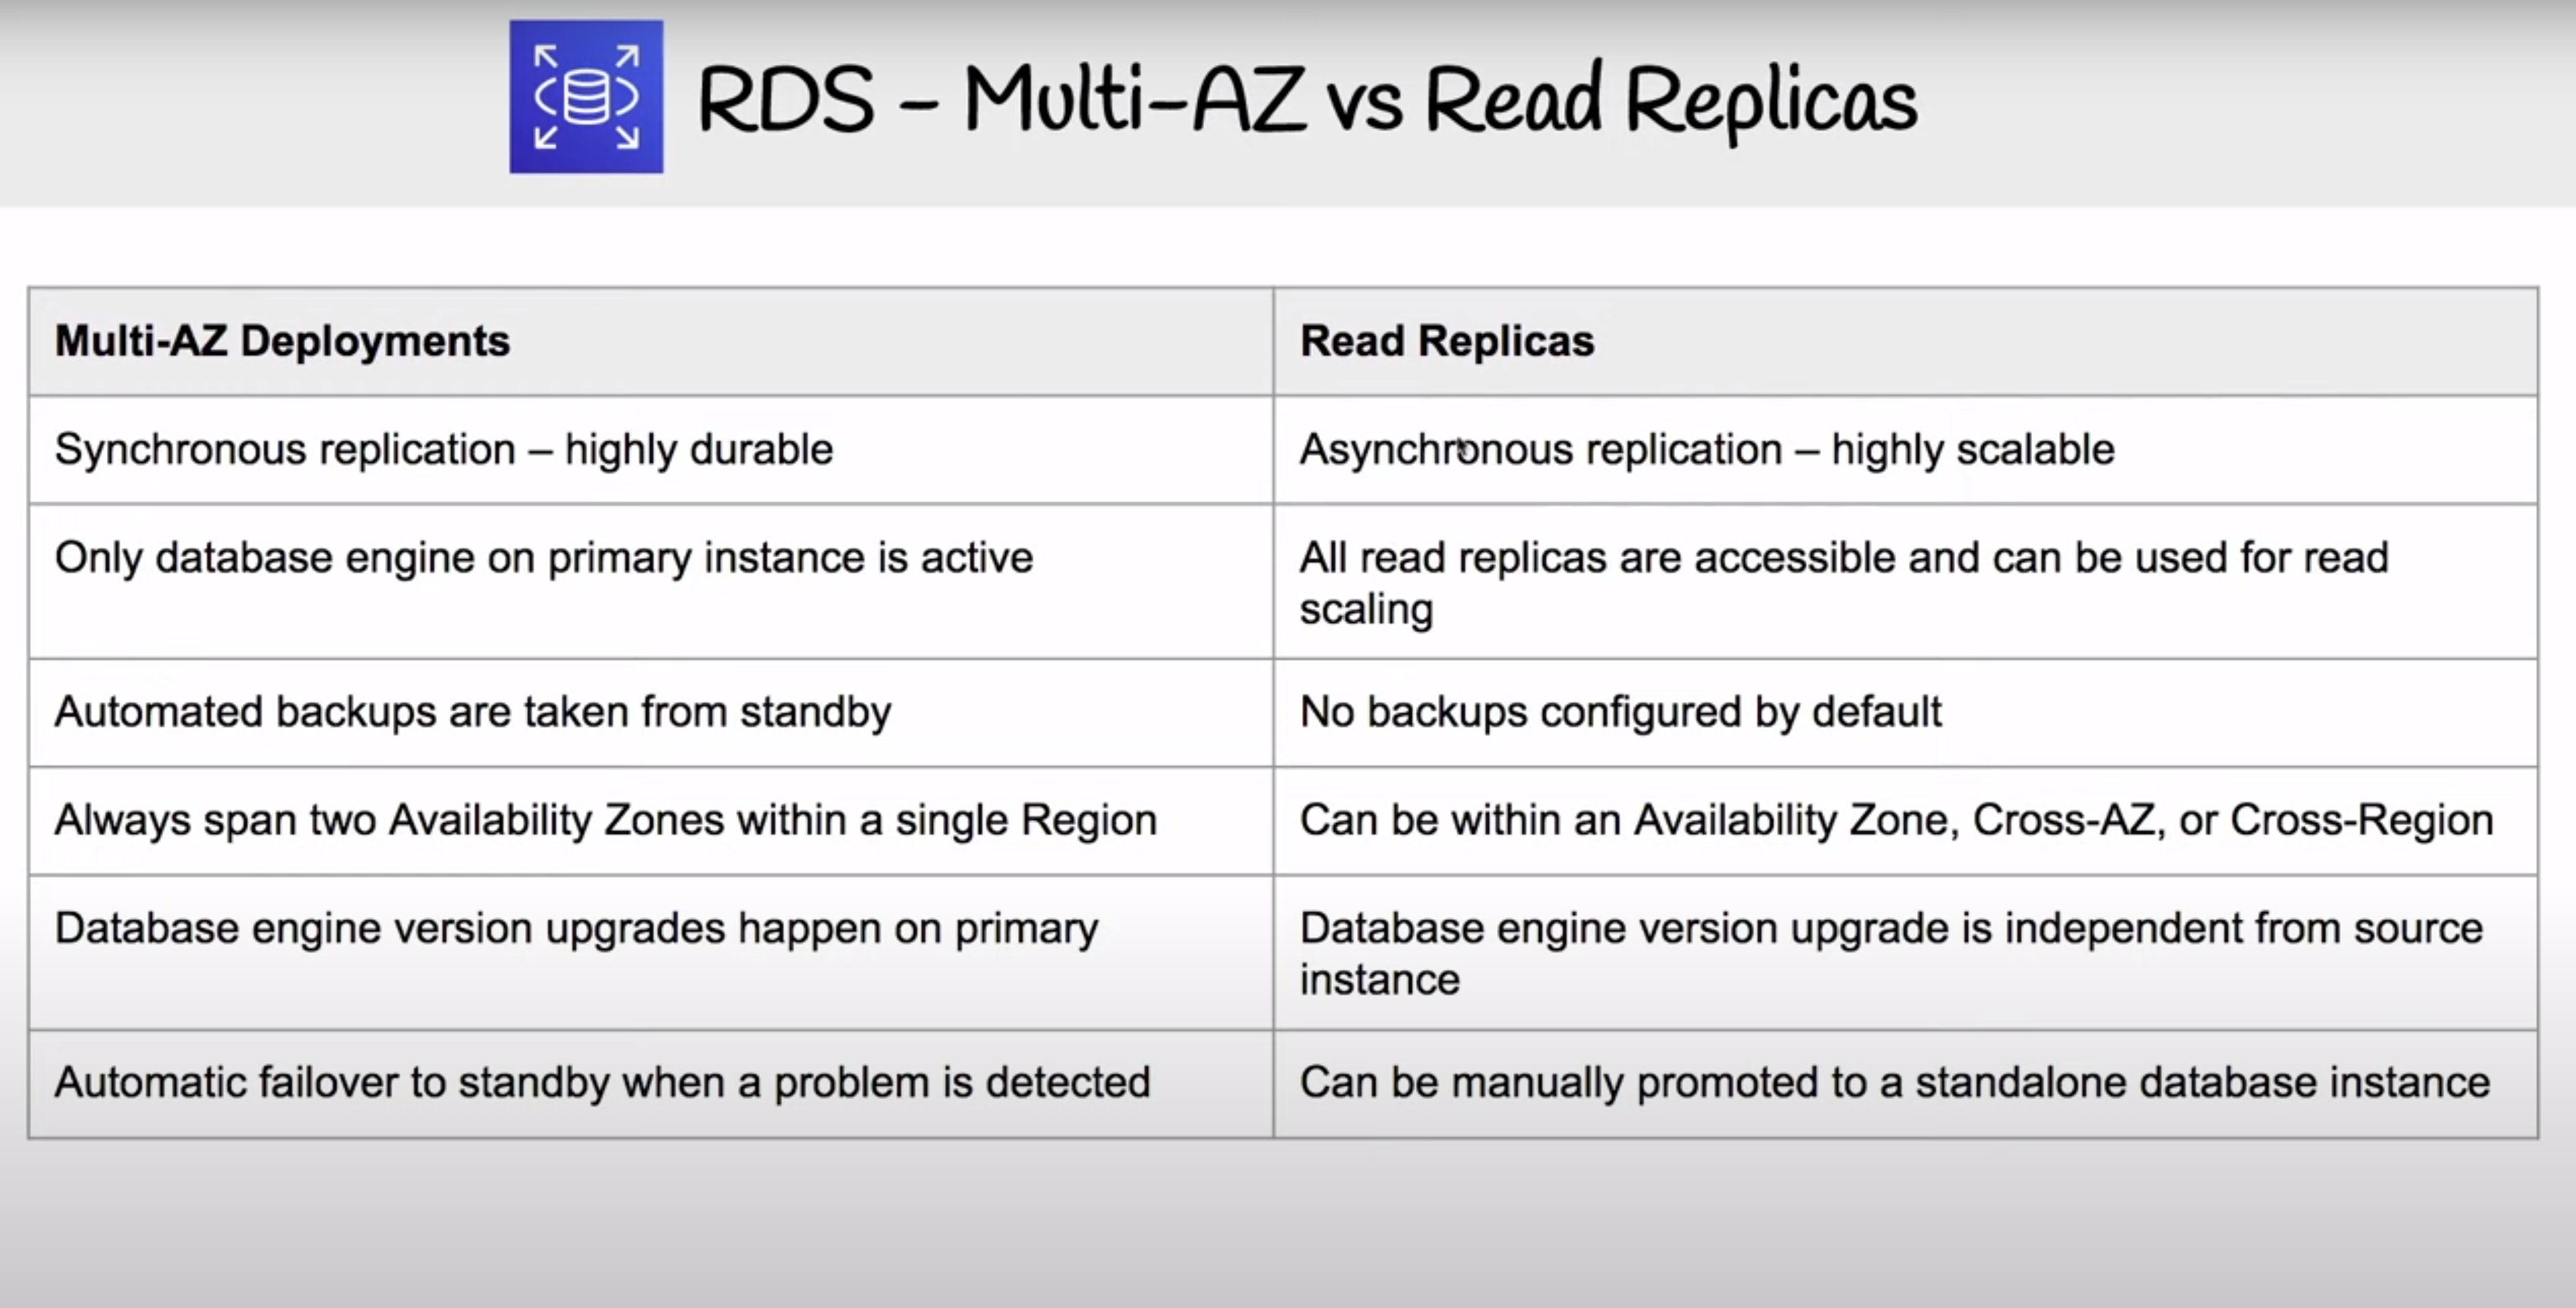 RDS - Multi-AZ vs Read Replicas
Multi-AZ Deployments
Read Replicas
Synchronous replication – highly durable
Asynchronous replication – highly scalable
Only database engine on primary instance is active
All read replicas are accessible and can be used for read
scaling
Automated backups are taken from standby
No backups configured by default
Always span two Availability Zones within a single Region
Can be within an Availability Zone, Cross-AZ, or Cross-Region
Database engine version upgrades happen on primary
Database engine version upgrade is independent from source
instance
Automatic failover to standby when a problem is detected
Can be manually promoted to a standalone database instance